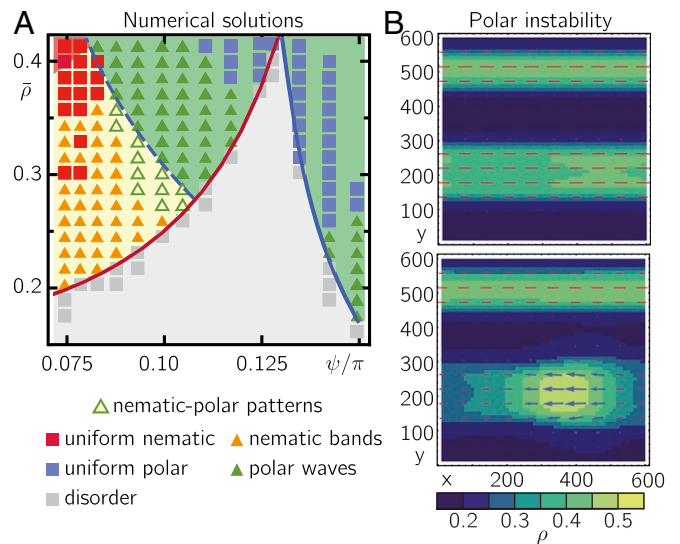 A Numerical solutions
0.4
ρ̄
0.3
0.2
0.075 0.100 0.125 ψ/π
nematic-polar patterns
uniform nematic nematic bands
uniform polar polar waves
disorder
B Polar instability
600
500
400
300
200
100
y
600
500
400
300
200
100
y
x 200 400 600
0.2 0.3 0.4 0.5
ρ